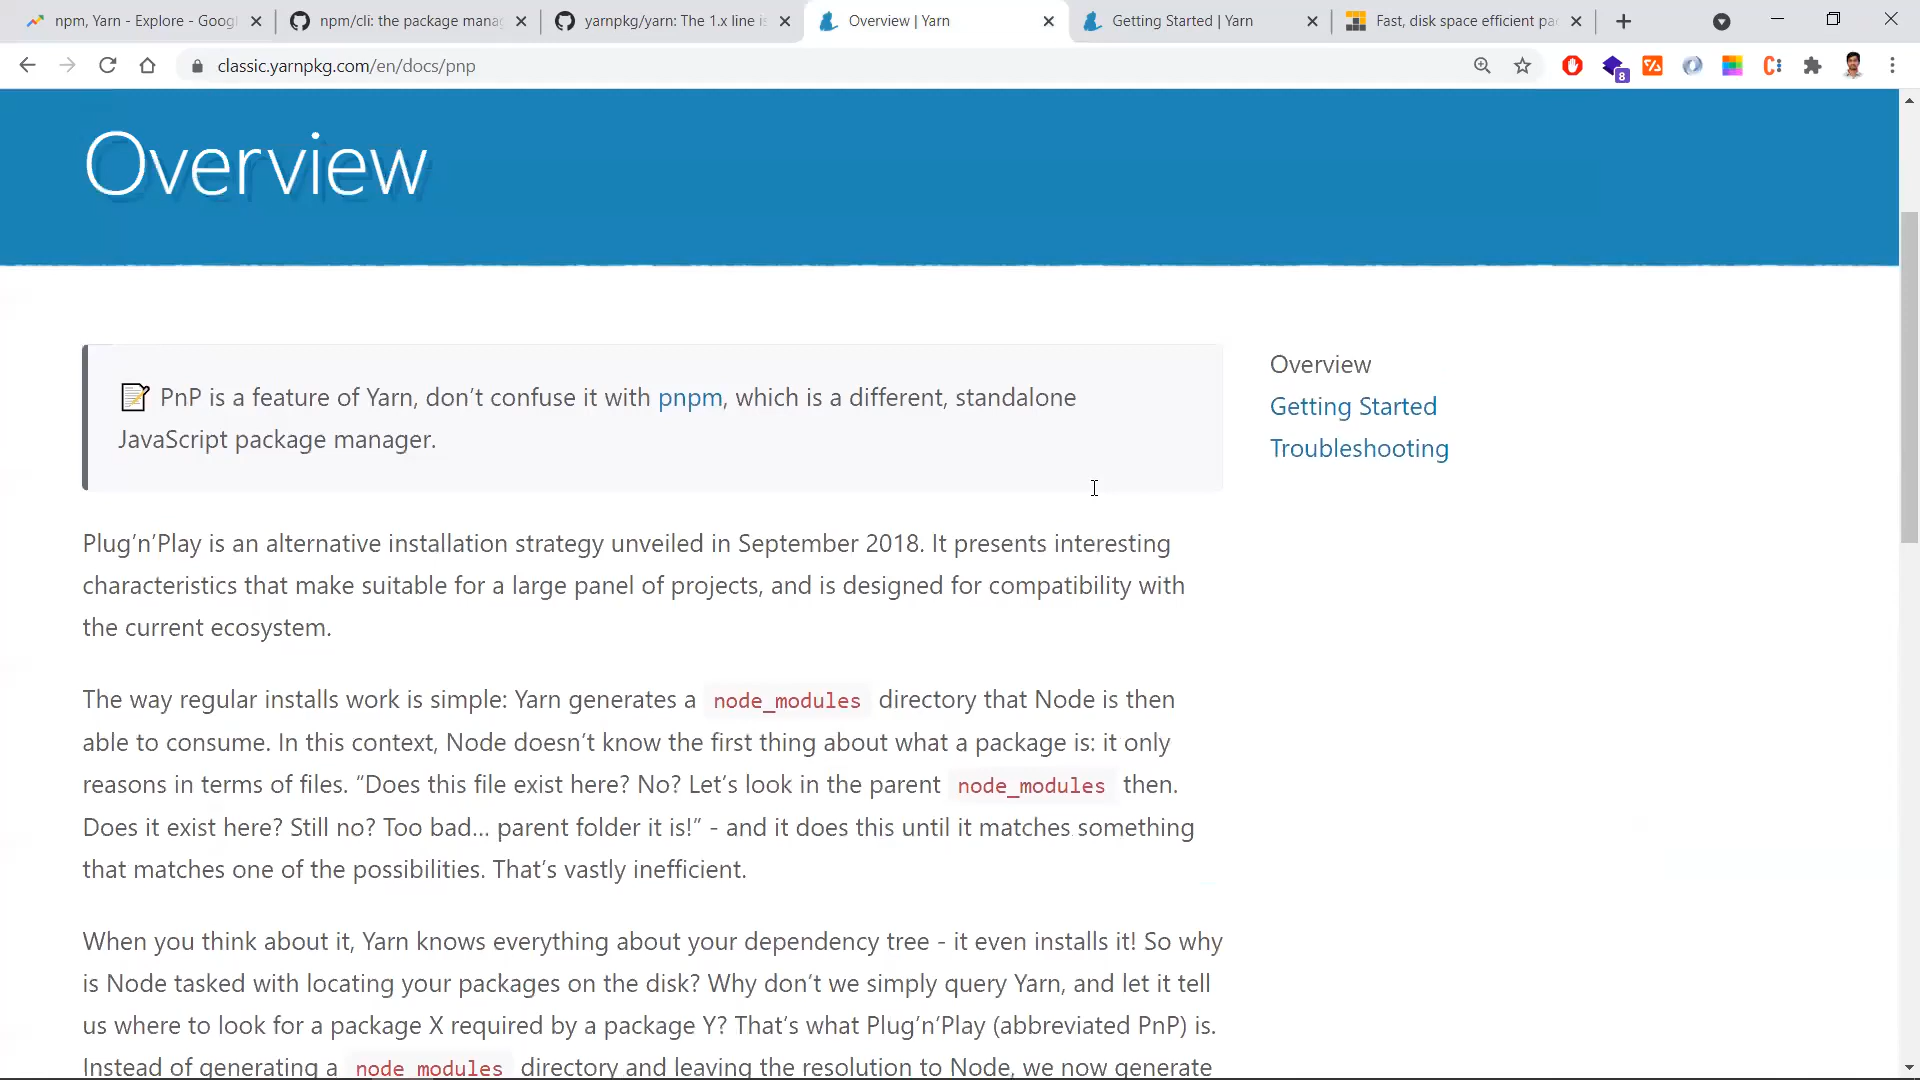 npm, Yarn - Explore - Googl
npm/cli: the package manag
yarnpkg/yarn: The 1.x line is
Overview | Yarn
Getting Started | Yarn
Fast, disk space efficient pa
classic.yarnpkg.com/en/docs/pnp
8
Overview
📝 PnP is a feature of Yarn, don’t confuse it with pnpm, which is a different, standalone
JavaScript package manager.
Overview
Getting Started
Troubleshooting
Plug’n’Play is an alternative installation strategy unveiled in September 2018. It presents interesting
characteristics that make suitable for a large panel of projects, and is designed for compatibility with
the current ecosystem.
The way regular installs work is simple: Yarn generates a node_modules directory that Node is then
able to consume. In this context, Node doesn’t know the first thing about what a package is: it only
reasons in terms of files. “Does this file exist here? No? Let’s look in the parent node_modules then.
Does it exist here? Still no? Too bad… parent folder it is!” - and it does this until it matches something
that matches one of the possibilities. That’s vastly inefficient.
When you think about it, Yarn knows everything about your dependency tree - it even installs it! So why
is Node tasked with locating your packages on the disk? Why don’t we simply query Yarn, and let it tell
us where to look for a package X required by a package Y? That’s what Plug’n’Play (abbreviated PnP) is.
Instead of generating a node_modules directory and leaving the resolution to Node, we now generate